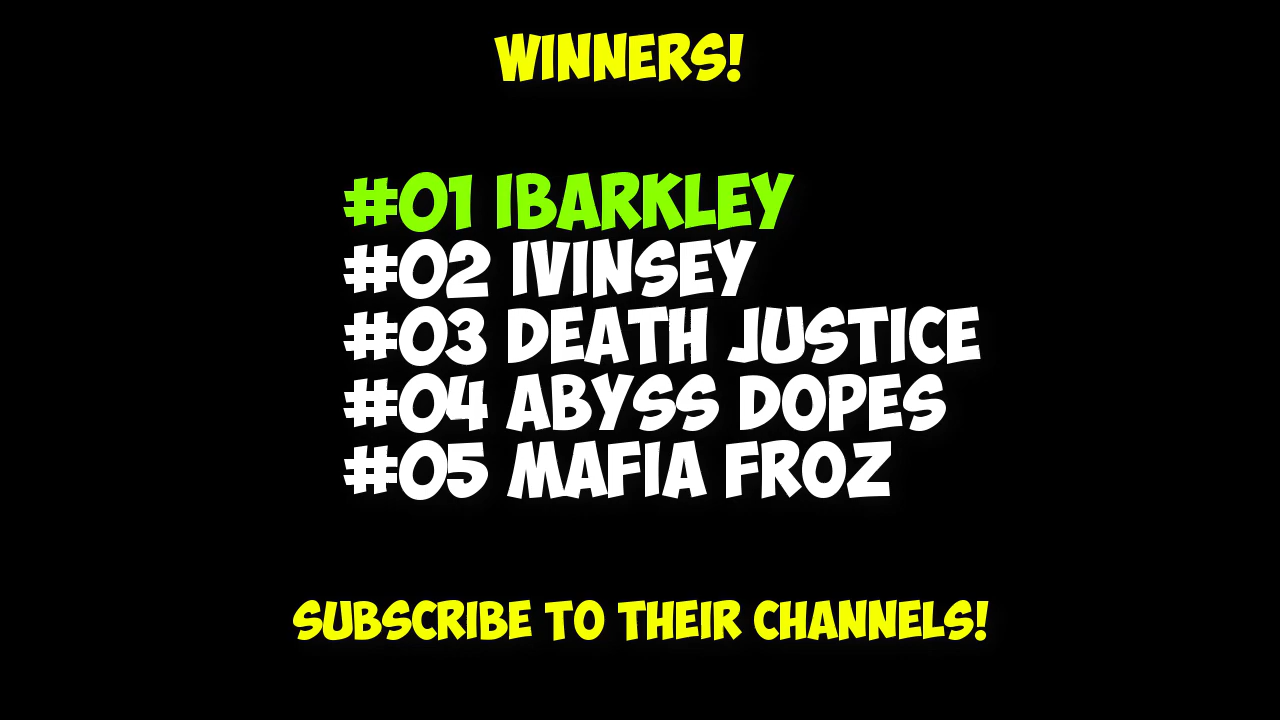 WINNERS!
#01 IBARKLEY
#02 IVINSEY
#03 DEATH JUSTICE
#04 ABYSS DOPES
#05 MAFIA FROZ
SUBSCRIBE TO THEIR CHANNELS!